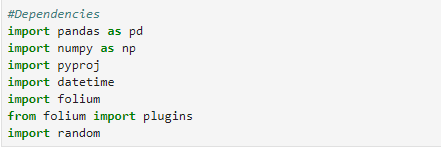 #Dependencies
import pandas as pd
import numpy as np
import pyproj
import datetime
import folium
from folium import plugins
import random